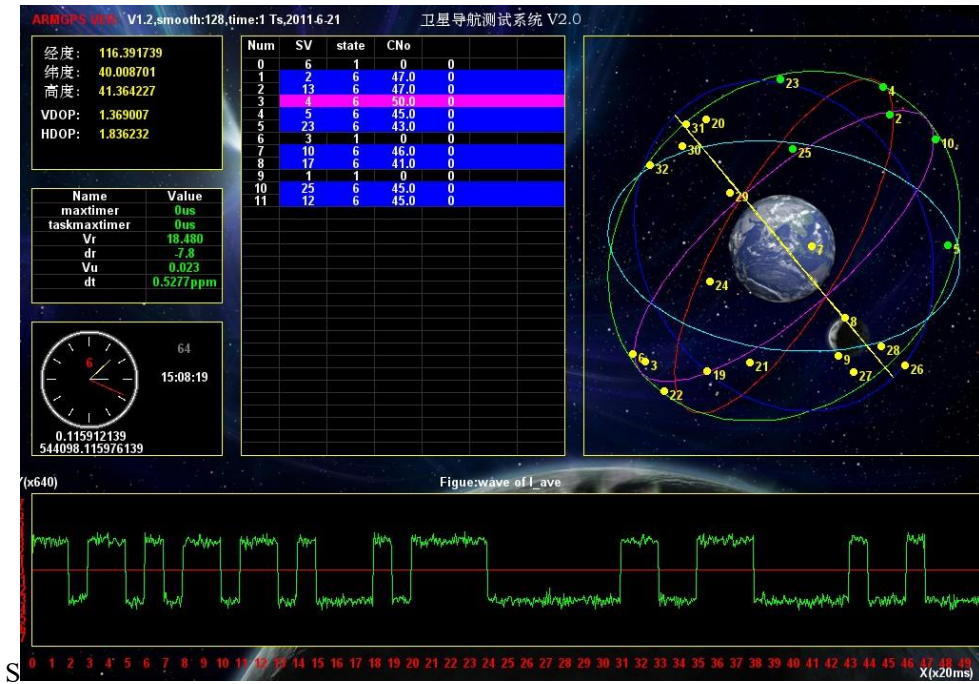 ARMGPS V1.2,smooth:128,time:1 Ts,2011-6-21 卫星导航测试系统 V2.0
经度: 116.391739
纬度: 40.008701
高度: 41.364227
VDOP: 1.369007
HDOP: 1.836232
Num SV state CNo
0 6 1 0 0
1 2 6 47.0 0
2 13 6 47.0 0
3 4 6 50.0 0
4 5 6 45.0 0
5 23 6 43.0 0
6 3 1 0 0
7 10 6 46.0 0
8 17 6 41.0 0
9 1 1 0 0
10 25 6 45.0 0
11 12 6 45.0 0
Name Value
maxtimer 0us
taskmaxtimer 0us
Vr 18.480
dr -7.8
Vu 0.023
dt 0.5277ppm
6
64
15:08:19
0.115912139
544098.115976139
23
4
2
31 20
10
30
25
32
29
5
7
24
8
28
6 3
9
21
19
27
26
22
Y(x640)
Figue:wave of I_ave
S
0 1 2 3 4 5 6 7 8 9 10 11 12 13 14 15 16 17 18 19 20 21 22 23 24 25 26 27 28 29 30 31 32 33 34 35 36 37 38 39 40 41 42 43 44 45 46 47 48 49
X(x20ms)